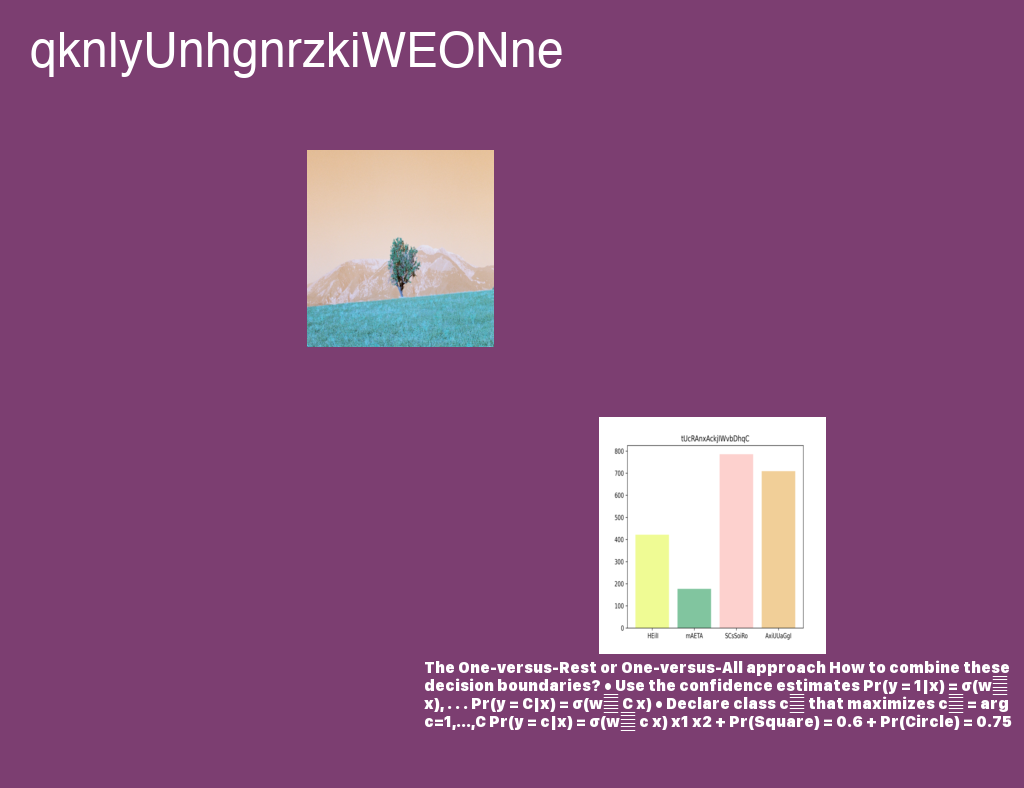 qknlyUnhgnrzkiWEONne
tUcRAnxAckjIWvbDhqC
800
700
600
500
400
300
200
100
0
HEill mAETA SCsSoiRo AxiUUaGgI
The One-versus-Rest or One-versus-All approach How to combine these
decision boundaries? • Use the confidence estimates Pr(y = 1|x) = σ(w
x), . . . Pr(y = C|x) = σ(w C x) • Declare class c that maximizes c = arg
c=1,...,C Pr(y = c|x) = σ(w c x) x1 x2 + Pr(Square) = 0.6 + Pr(Circle) = 0.75